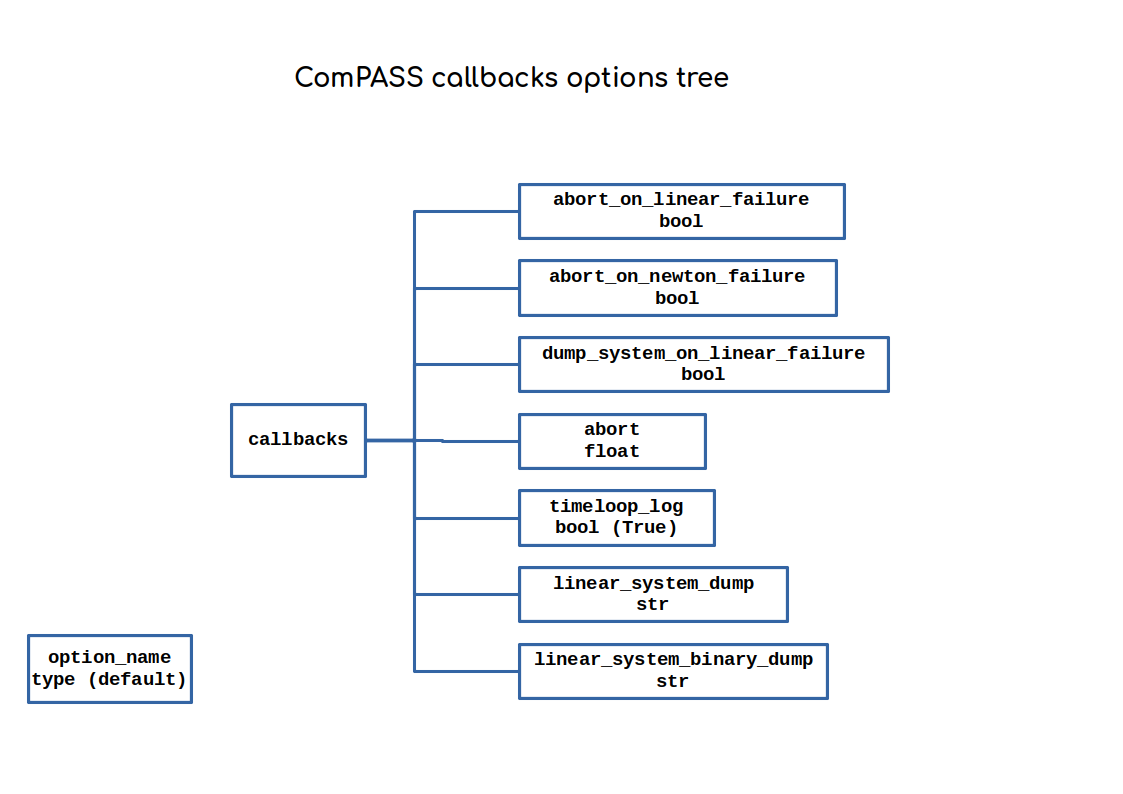 ComPASS callbacks options tree
abort_on_linear_failure
bool
abort_on_newton_failure
bool
dump_system_on_linear_failure
bool
callbacks
abort
float
timeloop_log
bool (True)
linear_system_dump
str
linear_system_binary_dump
str
option_name
type (default)